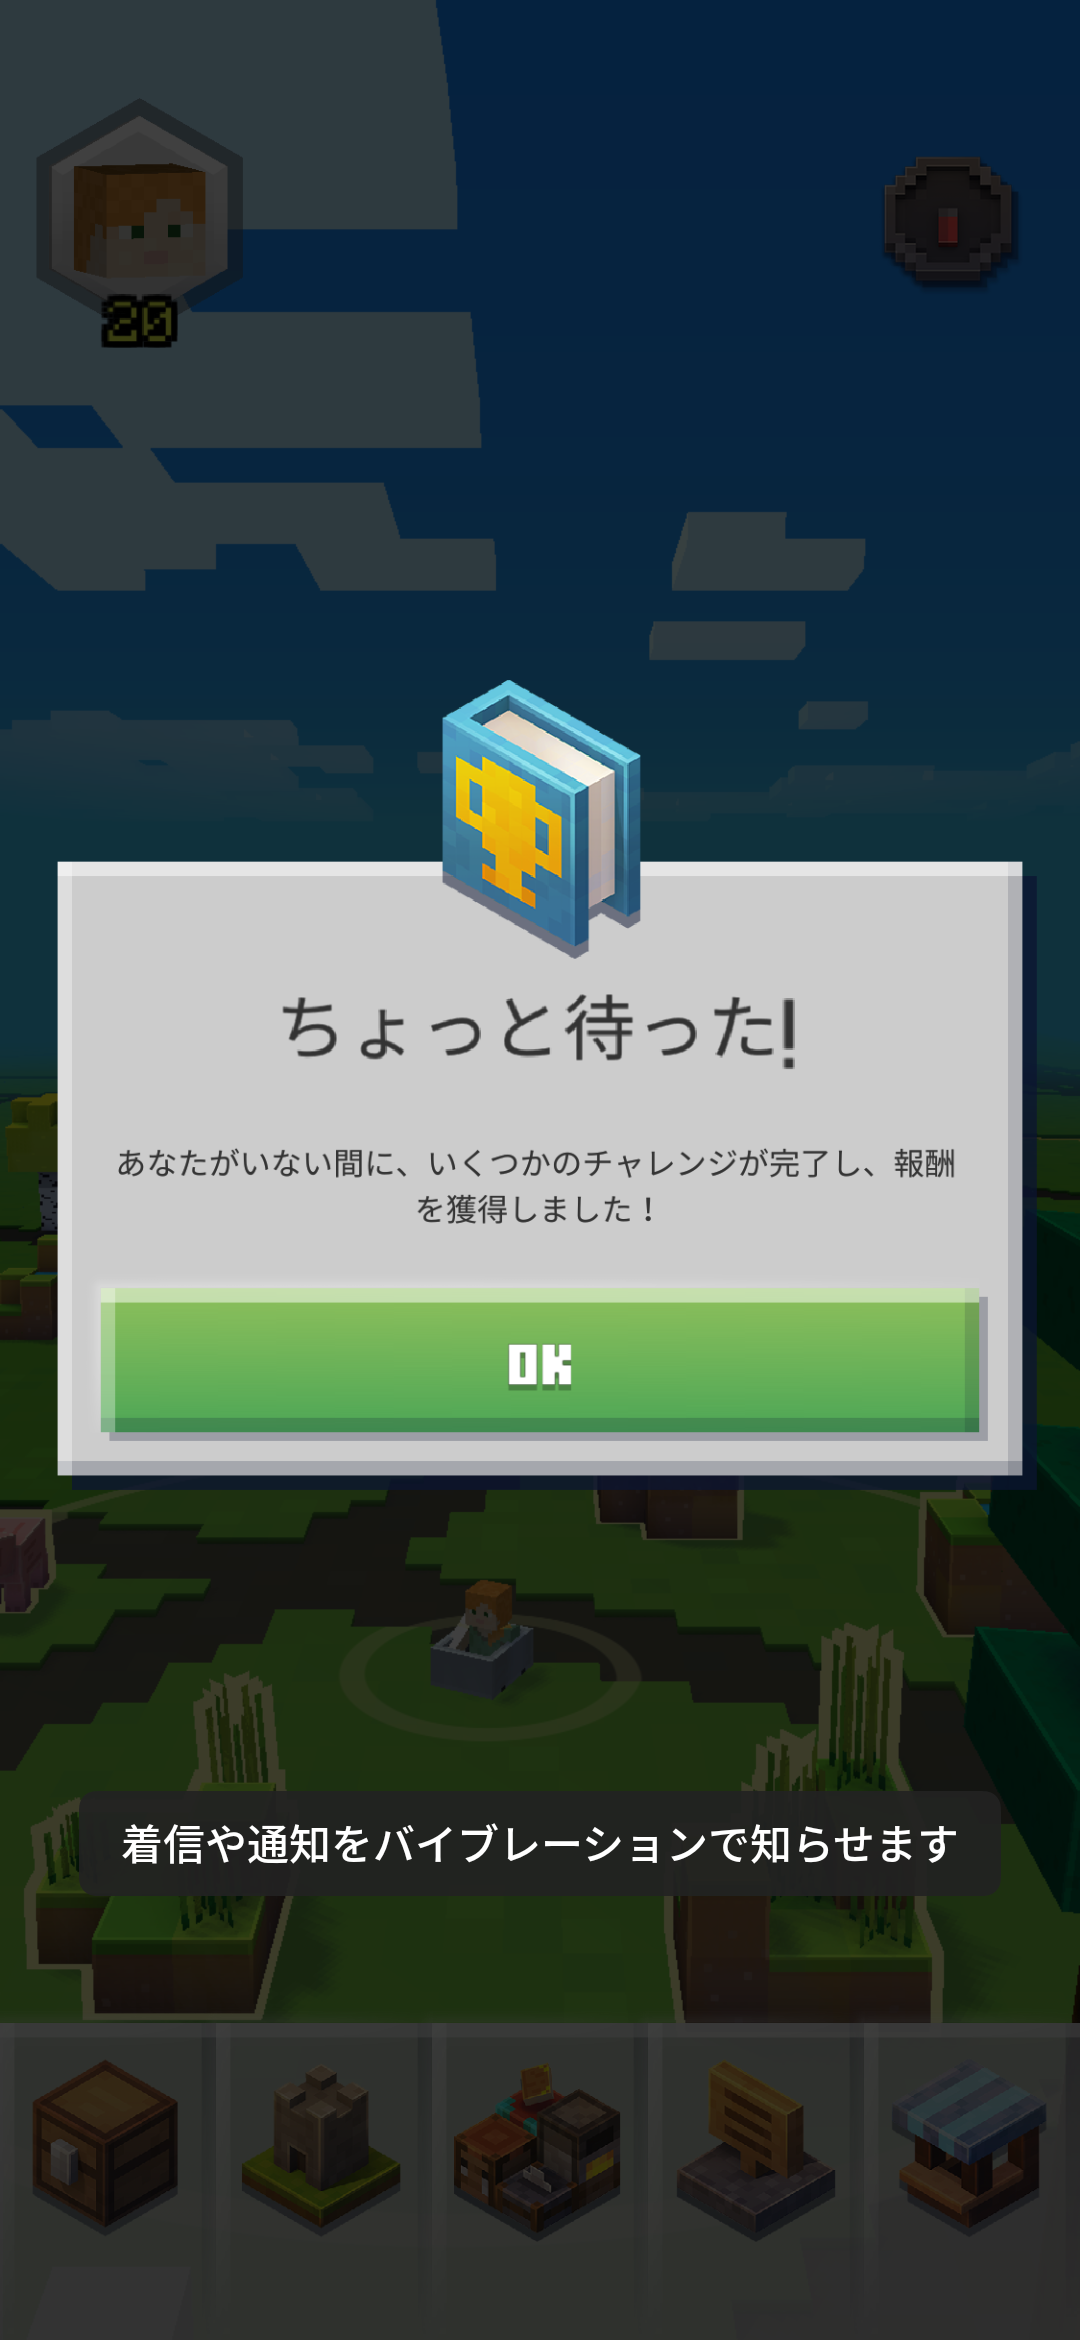 20
ちょっと待った!
あなたがいない間に、いくつかのチャレンジが完了し、報酬
を獲得しました！
OK
着信や通知をバイブレーションで知らせます